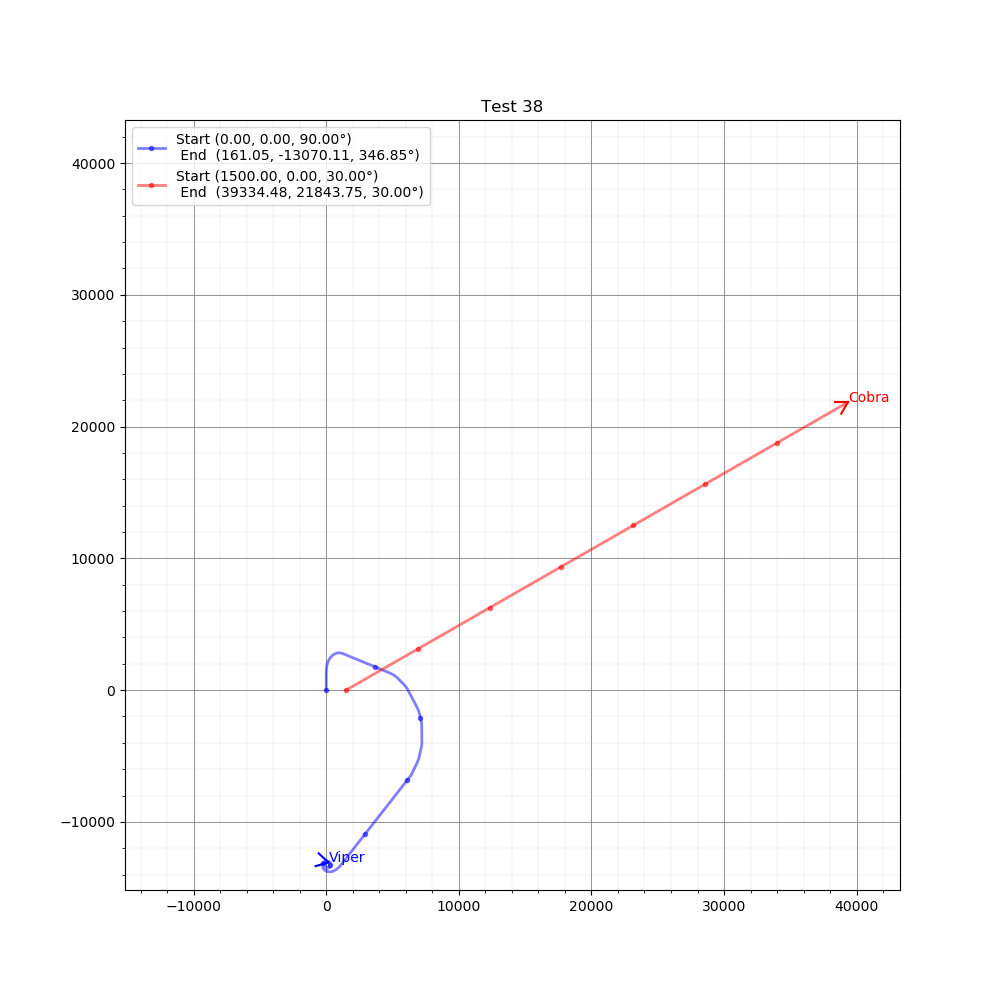 Test 38
Start (0.00, 0.00, 90.00°)
End (161.05, -13070.11, 346.85°)
Start (1500.00, 0.00, 30.00°)
End (39334.48, 21843.75, 30.00°)
40000
30000
20000
10000
0
−10000
Cobra
Viper
−10000 0 10000 20000 30000 40000